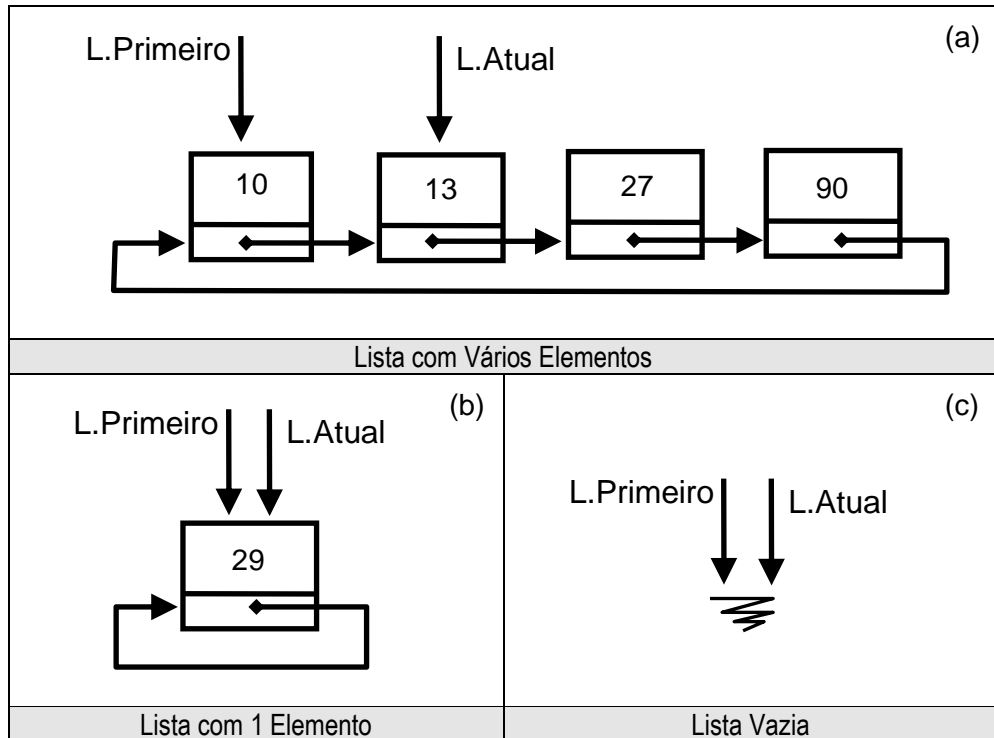 (a)
L.Primeiro
L.Atual
10
13
27
90
Lista com Vários Elementos
(b)
L.Primeiro
L.Atual
29
Lista com 1 Elemento
(c)
L.Primeiro
L.Atual
Lista Vazia